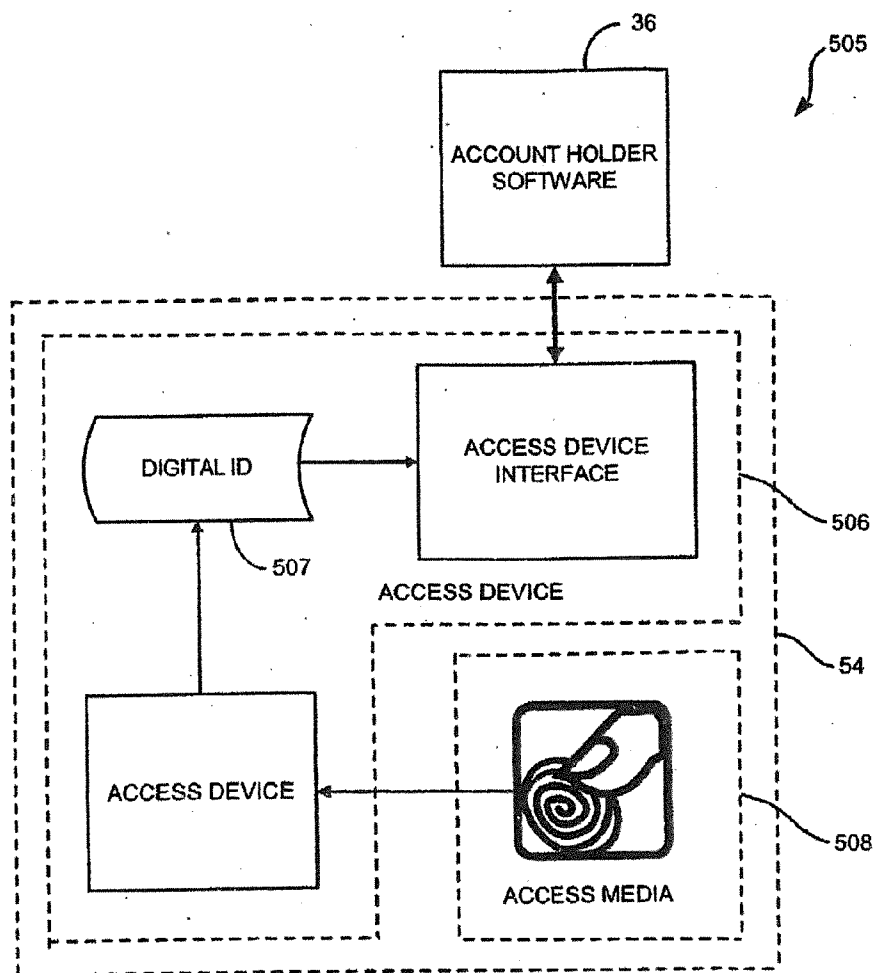 36
505
ACCOUNT HOLDER
SOFTWARE
DIGITAL ID
ACCESS DEVICE
INTERFACE
506
507
ACCESS DEVICE
54
ACCESS DEVICE
508
ACCESS MEDIA